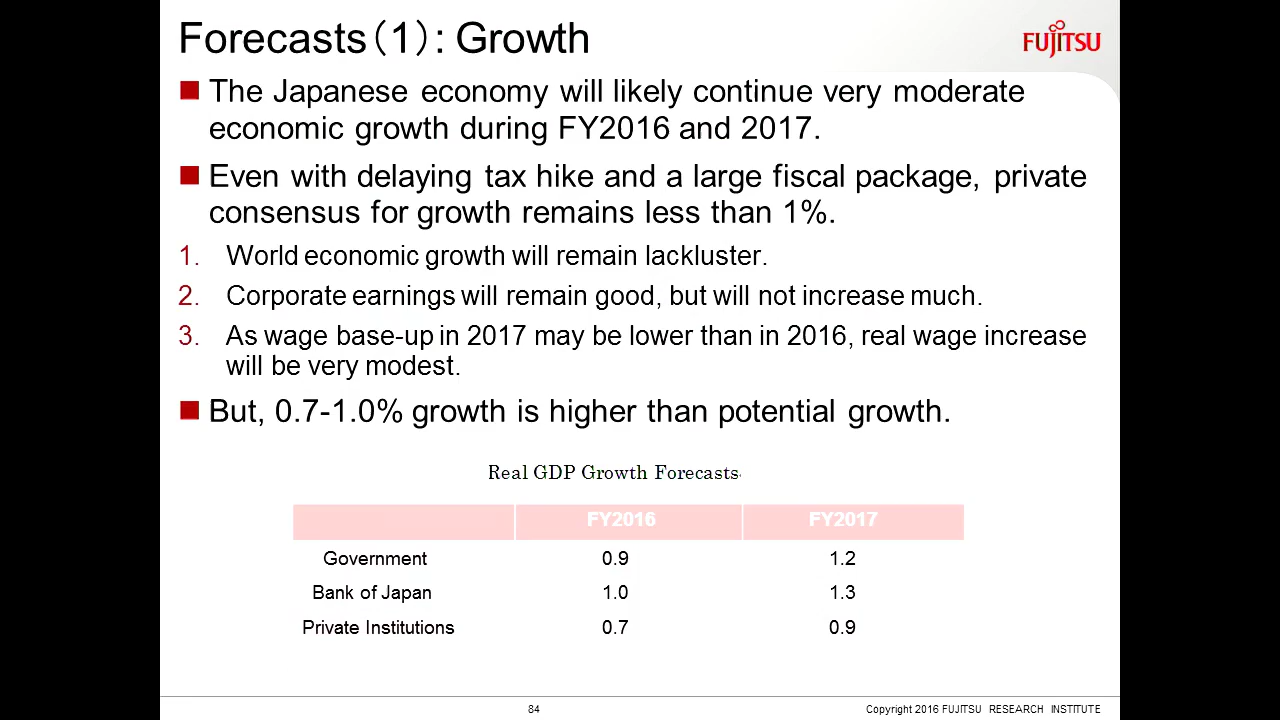 Forecasts（1）: Growth
FUJITSU
The Japanese economy will likely continue very moderate
economic growth during FY2016 and 2017.
Even with delaying tax hike and a large fiscal package, private
consensus for growth remains less than 1%.
1. World economic growth will remain lackluster.
2. Corporate earnings will remain good, but will not increase much.
3. As wage base-up in 2017 may be lower than in 2016, real wage increase
will be very modest.
But, 0.7-1.0% growth is higher than potential growth.
Real GDP Growth Forecasts
FY2016 FY2017
Government 0.9 1.2
Bank of Japan 1.0 1.3
Private Institutions 0.7 0.9
84 Copyright 2016 FUJITSU RESEARCH INSTITUTE